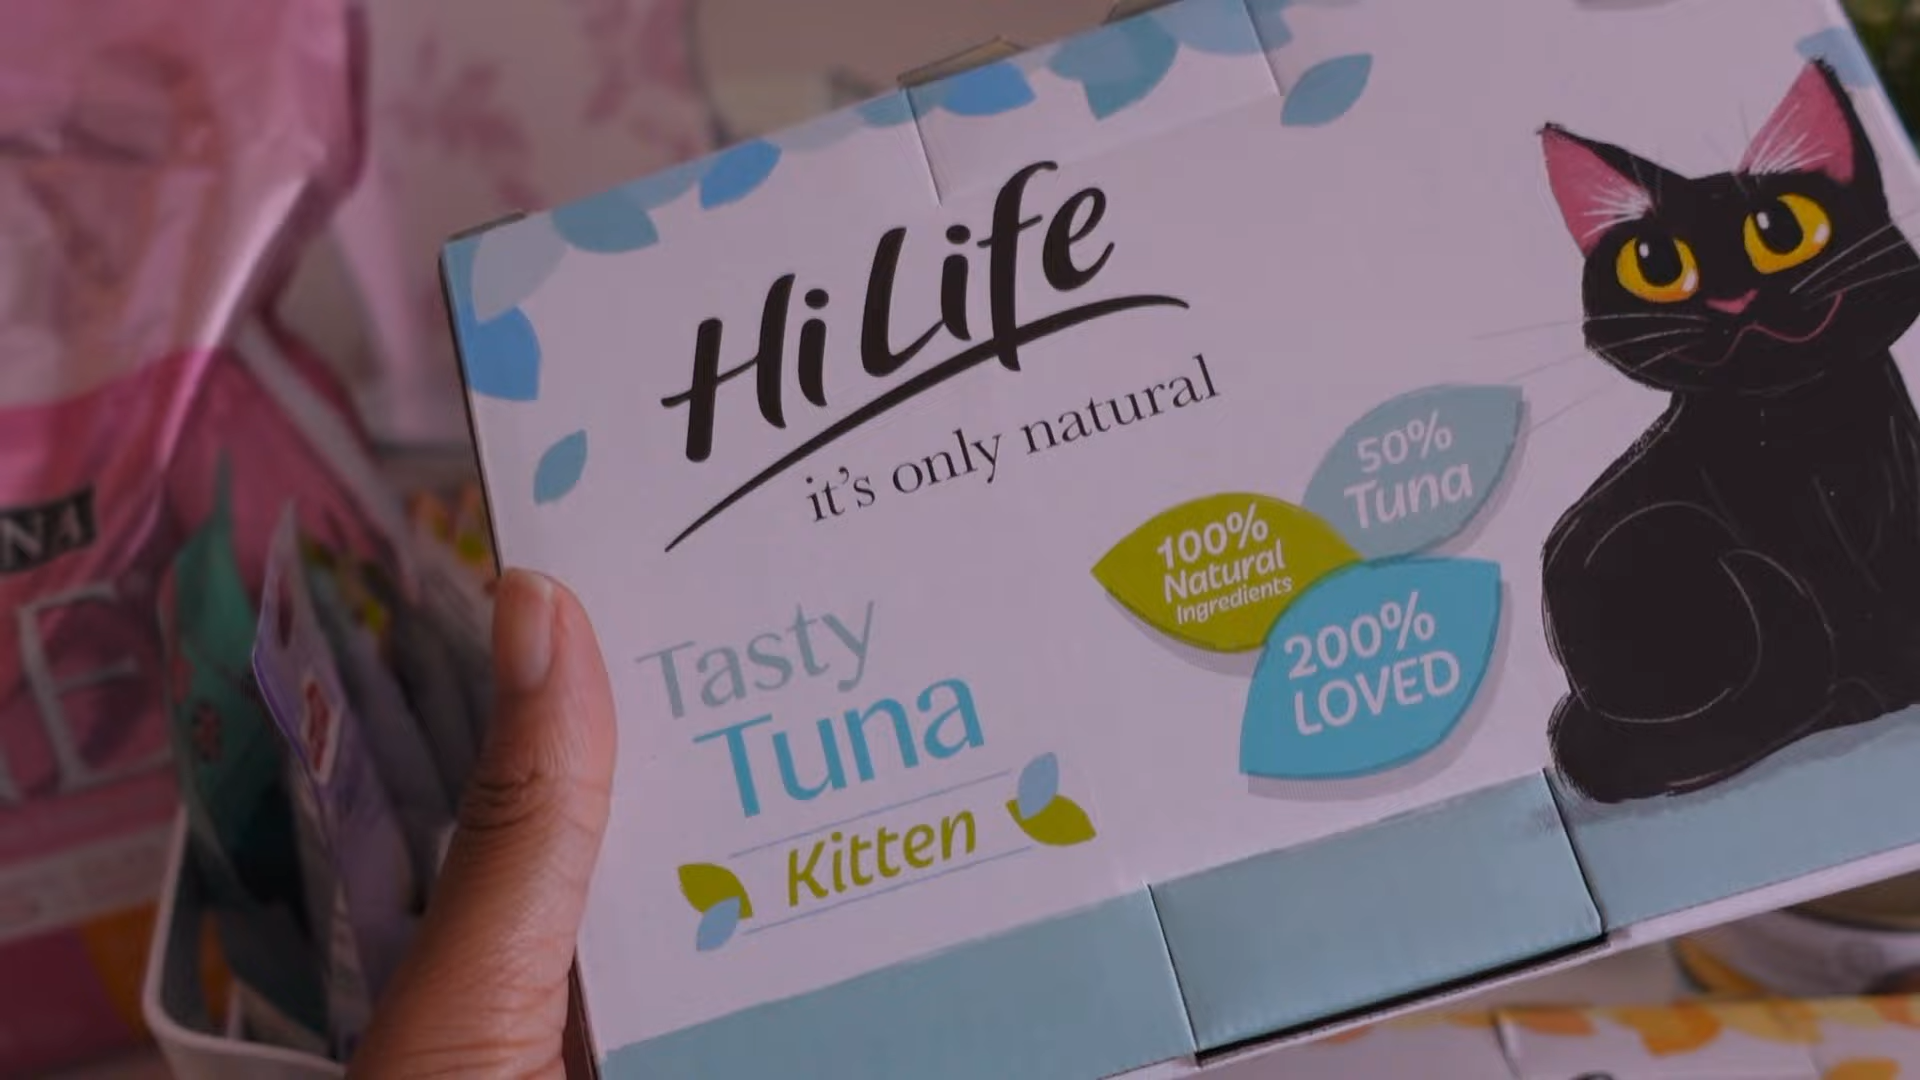 HiLife
it's only natural
50%
Tuna
100%
Natural
Ingredients
200%
LOVED
Tasty
Tuna
Kitten